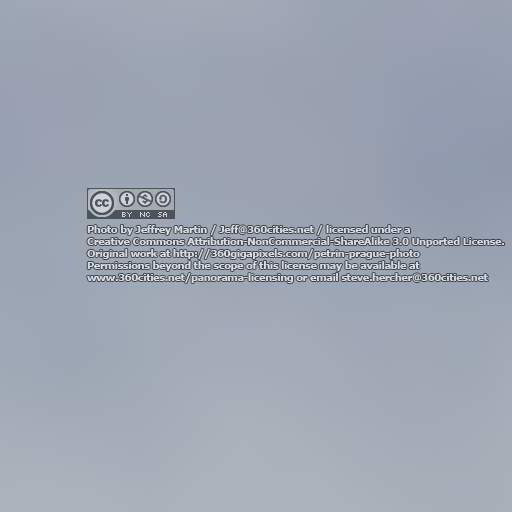 cc BY NC SA
Photo by Jeffrey Martin / Jeff@360cities.net / licensed under a
Creative Commons Attribution-NonCommercial-ShareAlike 3.0 Unported License.
Original work at http://360gigapixels.com/petrin-prague-photo
Permissions beyond the scope of this license may be available at
www.360cities.net/panorama-licensing or email steve.hercher@360cities.net